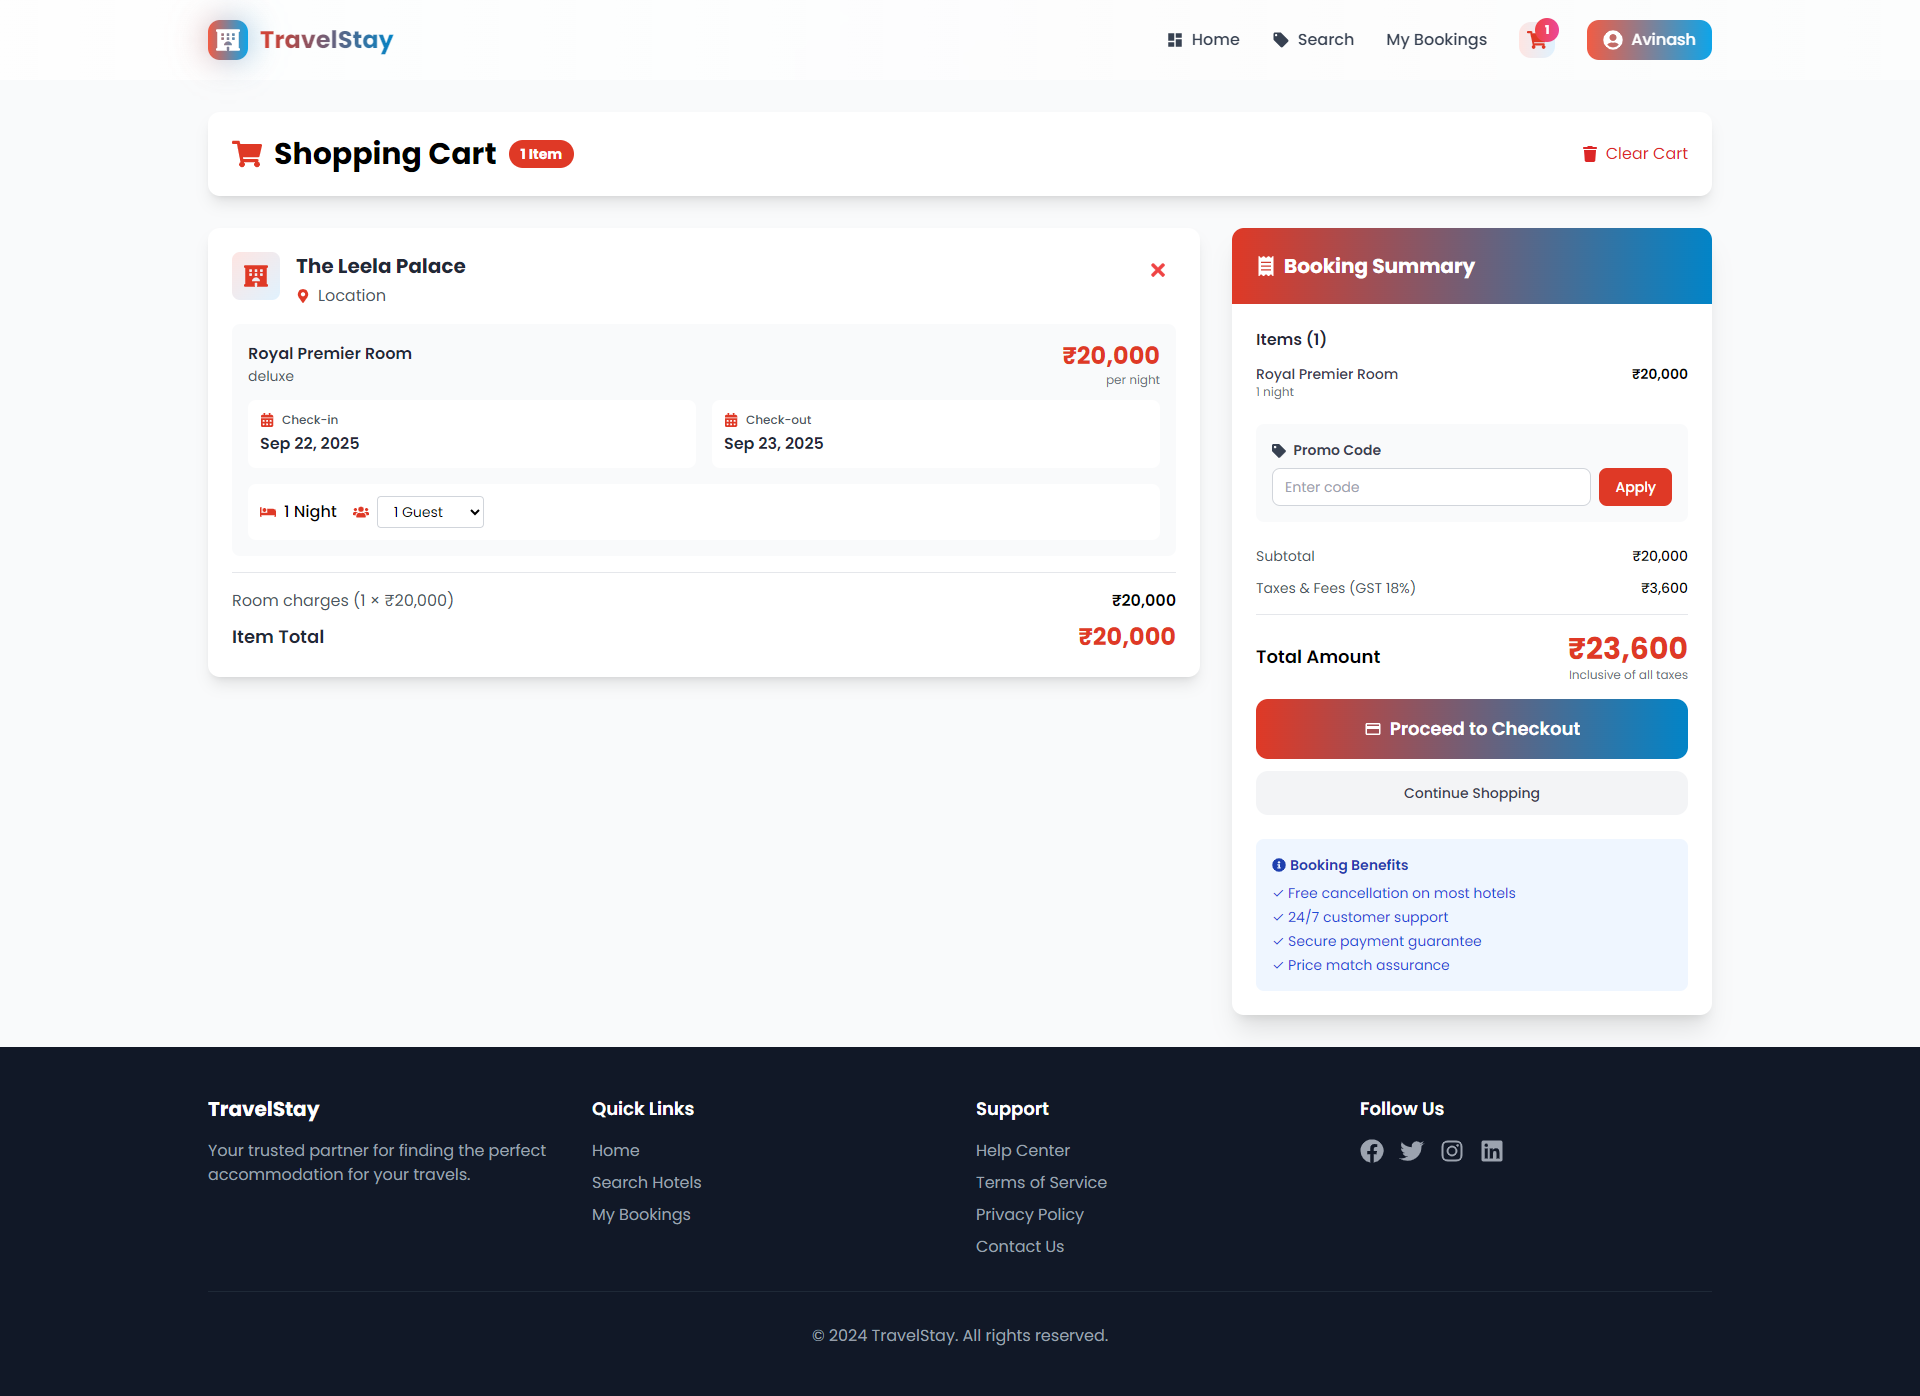 TravelStay
Home
Search
My Bookings
1
Avinash
Shopping Cart
1 Item
Clear Cart
The Leela Palace
Location
Royal Premier Room
deluxe
₹20,000
per night
Check-in
Sep 22, 2025
Check-out
Sep 23, 2025
1 Night
1 Guest
Room charges (1 × ₹20,000)
₹20,000
Item Total
₹20,000
Booking Summary
Items (1)
Royal Premier Room
₹20,000
1 night
Promo Code
Enter code
Apply
Subtotal
₹20,000
Taxes & Fees (GST 18%)
₹3,600
Total Amount
₹23,600
Inclusive of all taxes
Proceed to Checkout
Continue Shopping
Booking Benefits
✓ Free cancellation on most hotels
✓ 24/7 customer support
✓ Secure payment guarantee
✓ Price match assurance
TravelStay
Your trusted partner for finding the perfect
accommodation for your travels.
Quick Links
Home
Search Hotels
My Bookings
Support
Help Center
Terms of Service
Privacy Policy
Contact Us
Follow Us
© 2024 TravelStay. All rights reserved.